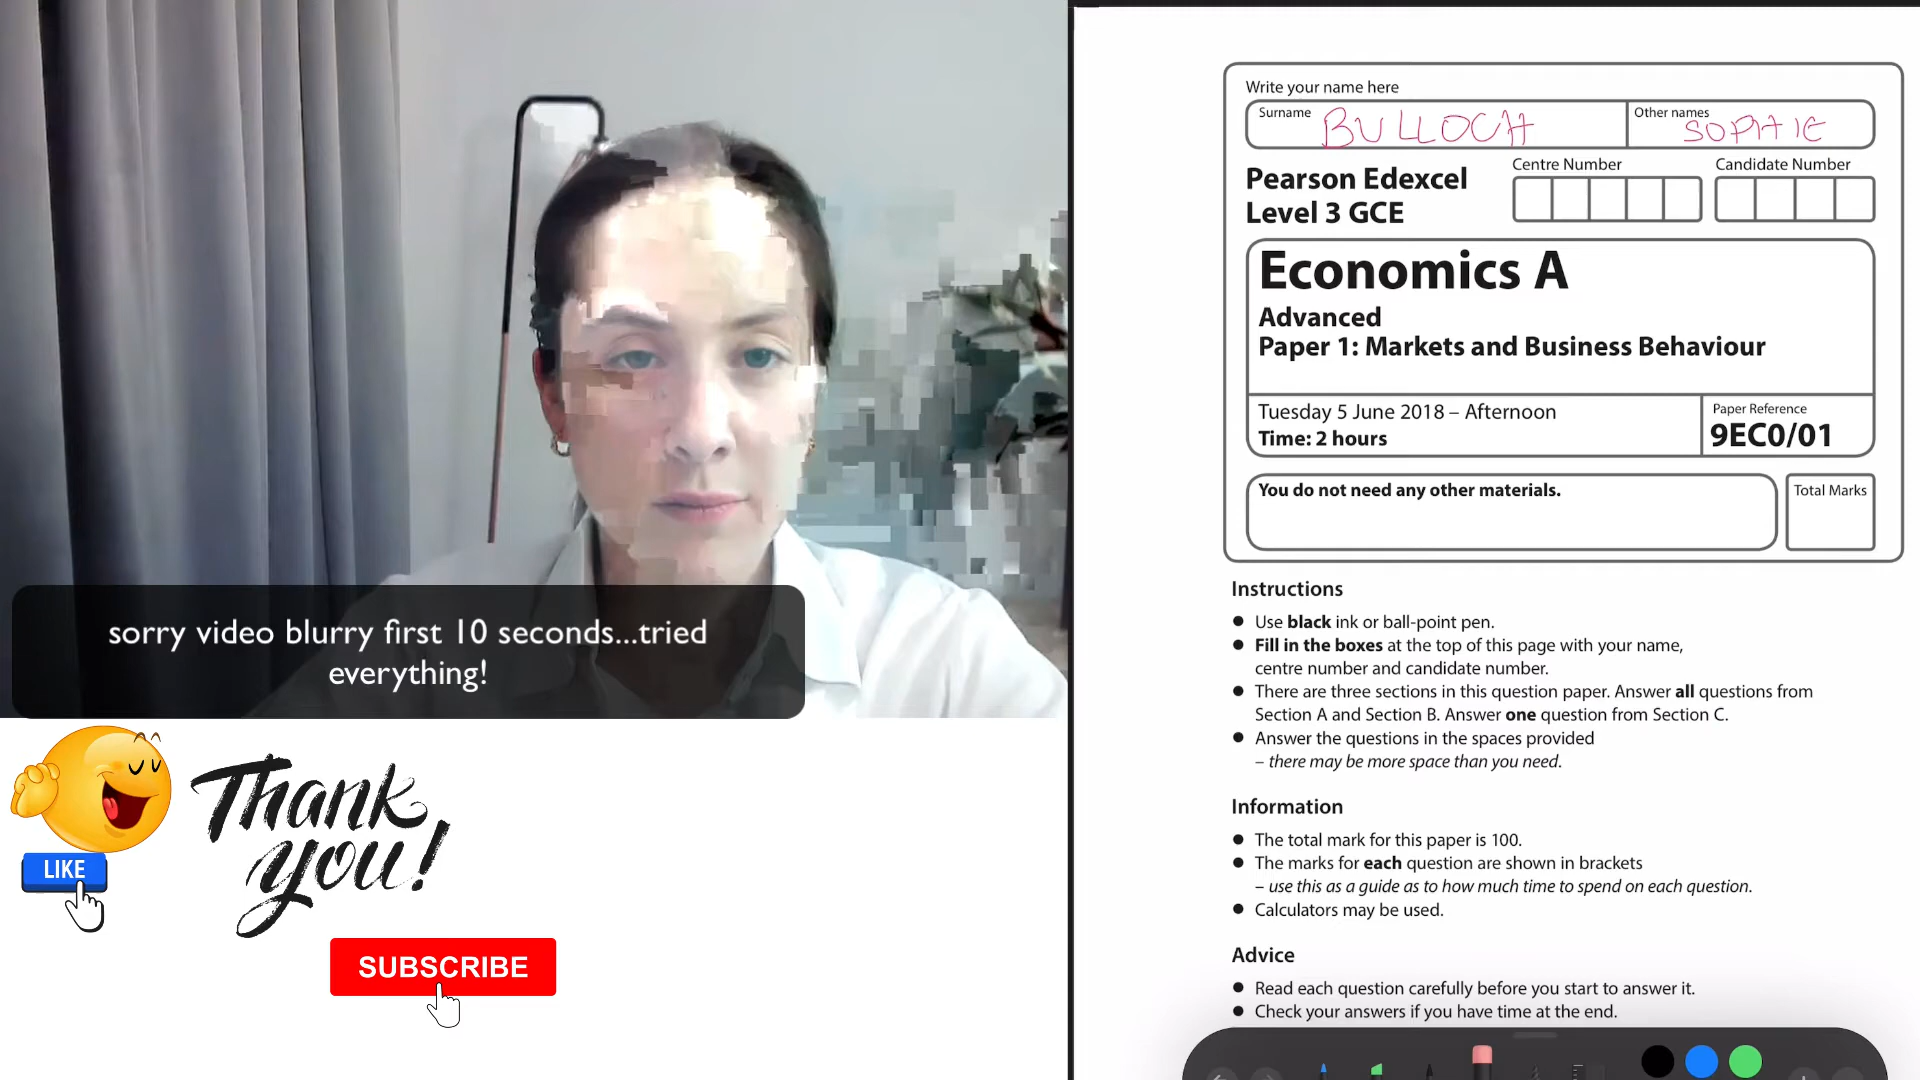 sorry video blurry first 10 seconds...tried
everything!
Thank
you!
LIKE
SUBSCRIBE
Write your name here
Surname BULLOCH
Other names SOPHIE
Centre Number
Candidate Number
Pearson Edexcel
Level 3 GCE
Economics A
Advanced
Paper 1: Markets and Business Behaviour
Tuesday 5 June 2018 – Afternoon
Time: 2 hours
Paper Reference
9EC0/01
You do not need any other materials.
Total Marks
Instructions
● Use black ink or ball-point pen.
● Fill in the boxes at the top of this page with your name,
centre number and candidate number.
● There are three sections in this question paper. Answer all questions from
Section A and Section B. Answer one question from Section C.
● Answer the questions in the spaces provided
– there may be more space than you need.
Information
● The total mark for this paper is 100.
● The marks for each question are shown in brackets
– use this as a guide as to how much time to spend on each question.
● Calculators may be used.
Advice
● Read each question carefully before you start to answer it.
● Check your answers if you have time at the end.